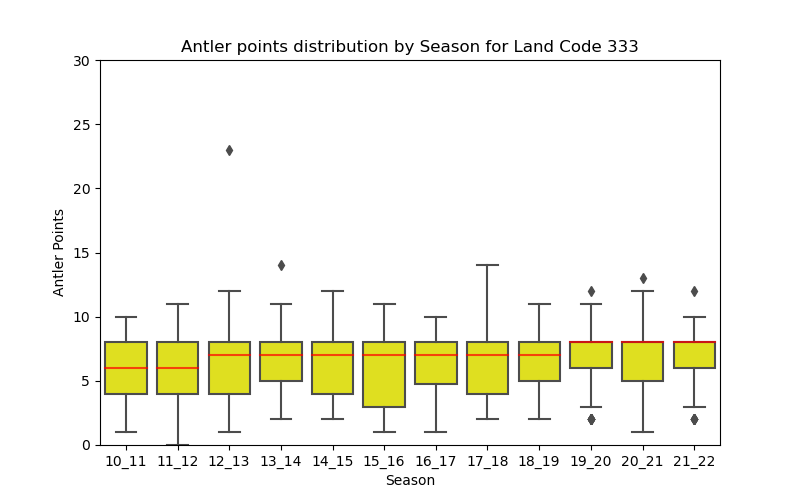 Antler points distribution by Season for Land Code 333
Antler Points
30
25
20
15
10
5
0
10_11 11_12 12_13 13_14 14_15 15_16 16_17 17_18 18_19 19_20 20_21 21_22
Season